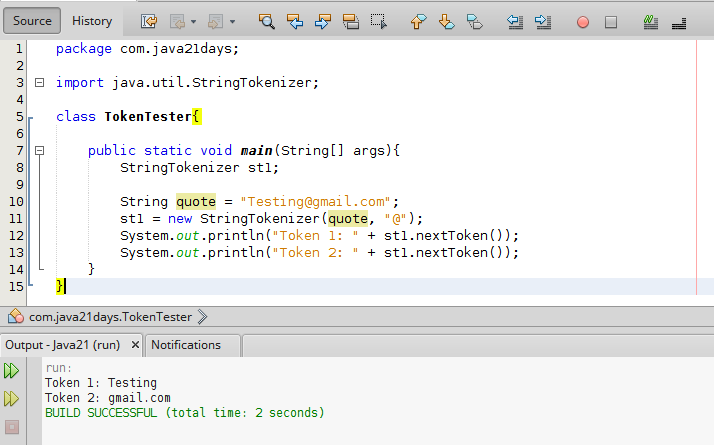 Source History
1 package com.java21days;
2
3 import java.util.StringTokenizer;
4
5 class TokenTester{
6
7 public static void main(String[] args){
8 StringTokenizer st1;
9
10 String quote = "Testing@gmail.com";
11 st1 = new StringTokenizer(quote, "@");
12 System.out.println("Token 1: " + st1.nextToken());
13 System.out.println("Token 2: " + st1.nextToken());
14 }
15 }
com.java21days.TokenTester
Output - Java21 (run) × Notifications
run:
Token 1: Testing
Token 2: gmail.com
BUILD SUCCESSFUL (total time: 2 seconds)